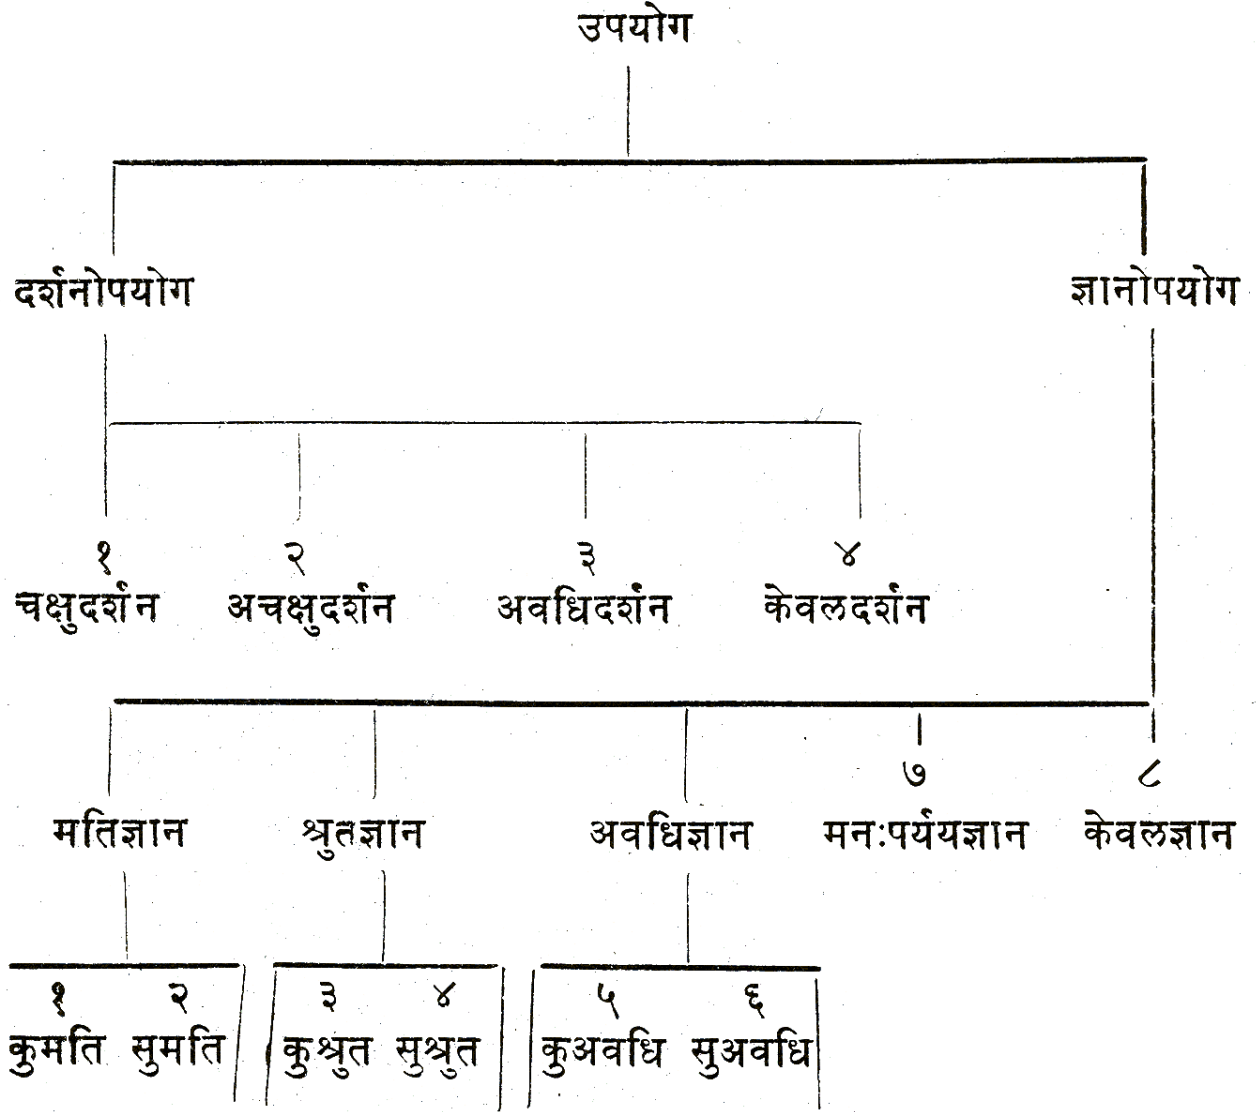 उपयोग
दर्शनोपयोग ज्ञानोपयोग
१ २ ३ ४
चक्षुदर्शन अचक्षुदर्शन अवधिदर्शन केवलदर्शन
७ ८
मतिज्ञान श्रुतज्ञान अवधिज्ञान मनःपर्ययज्ञान केवलज्ञान
१ २ ३ ४ ५ ६
कुमति सुमति कुश्रुत सुश्रुत कुअवधि सुअवधि